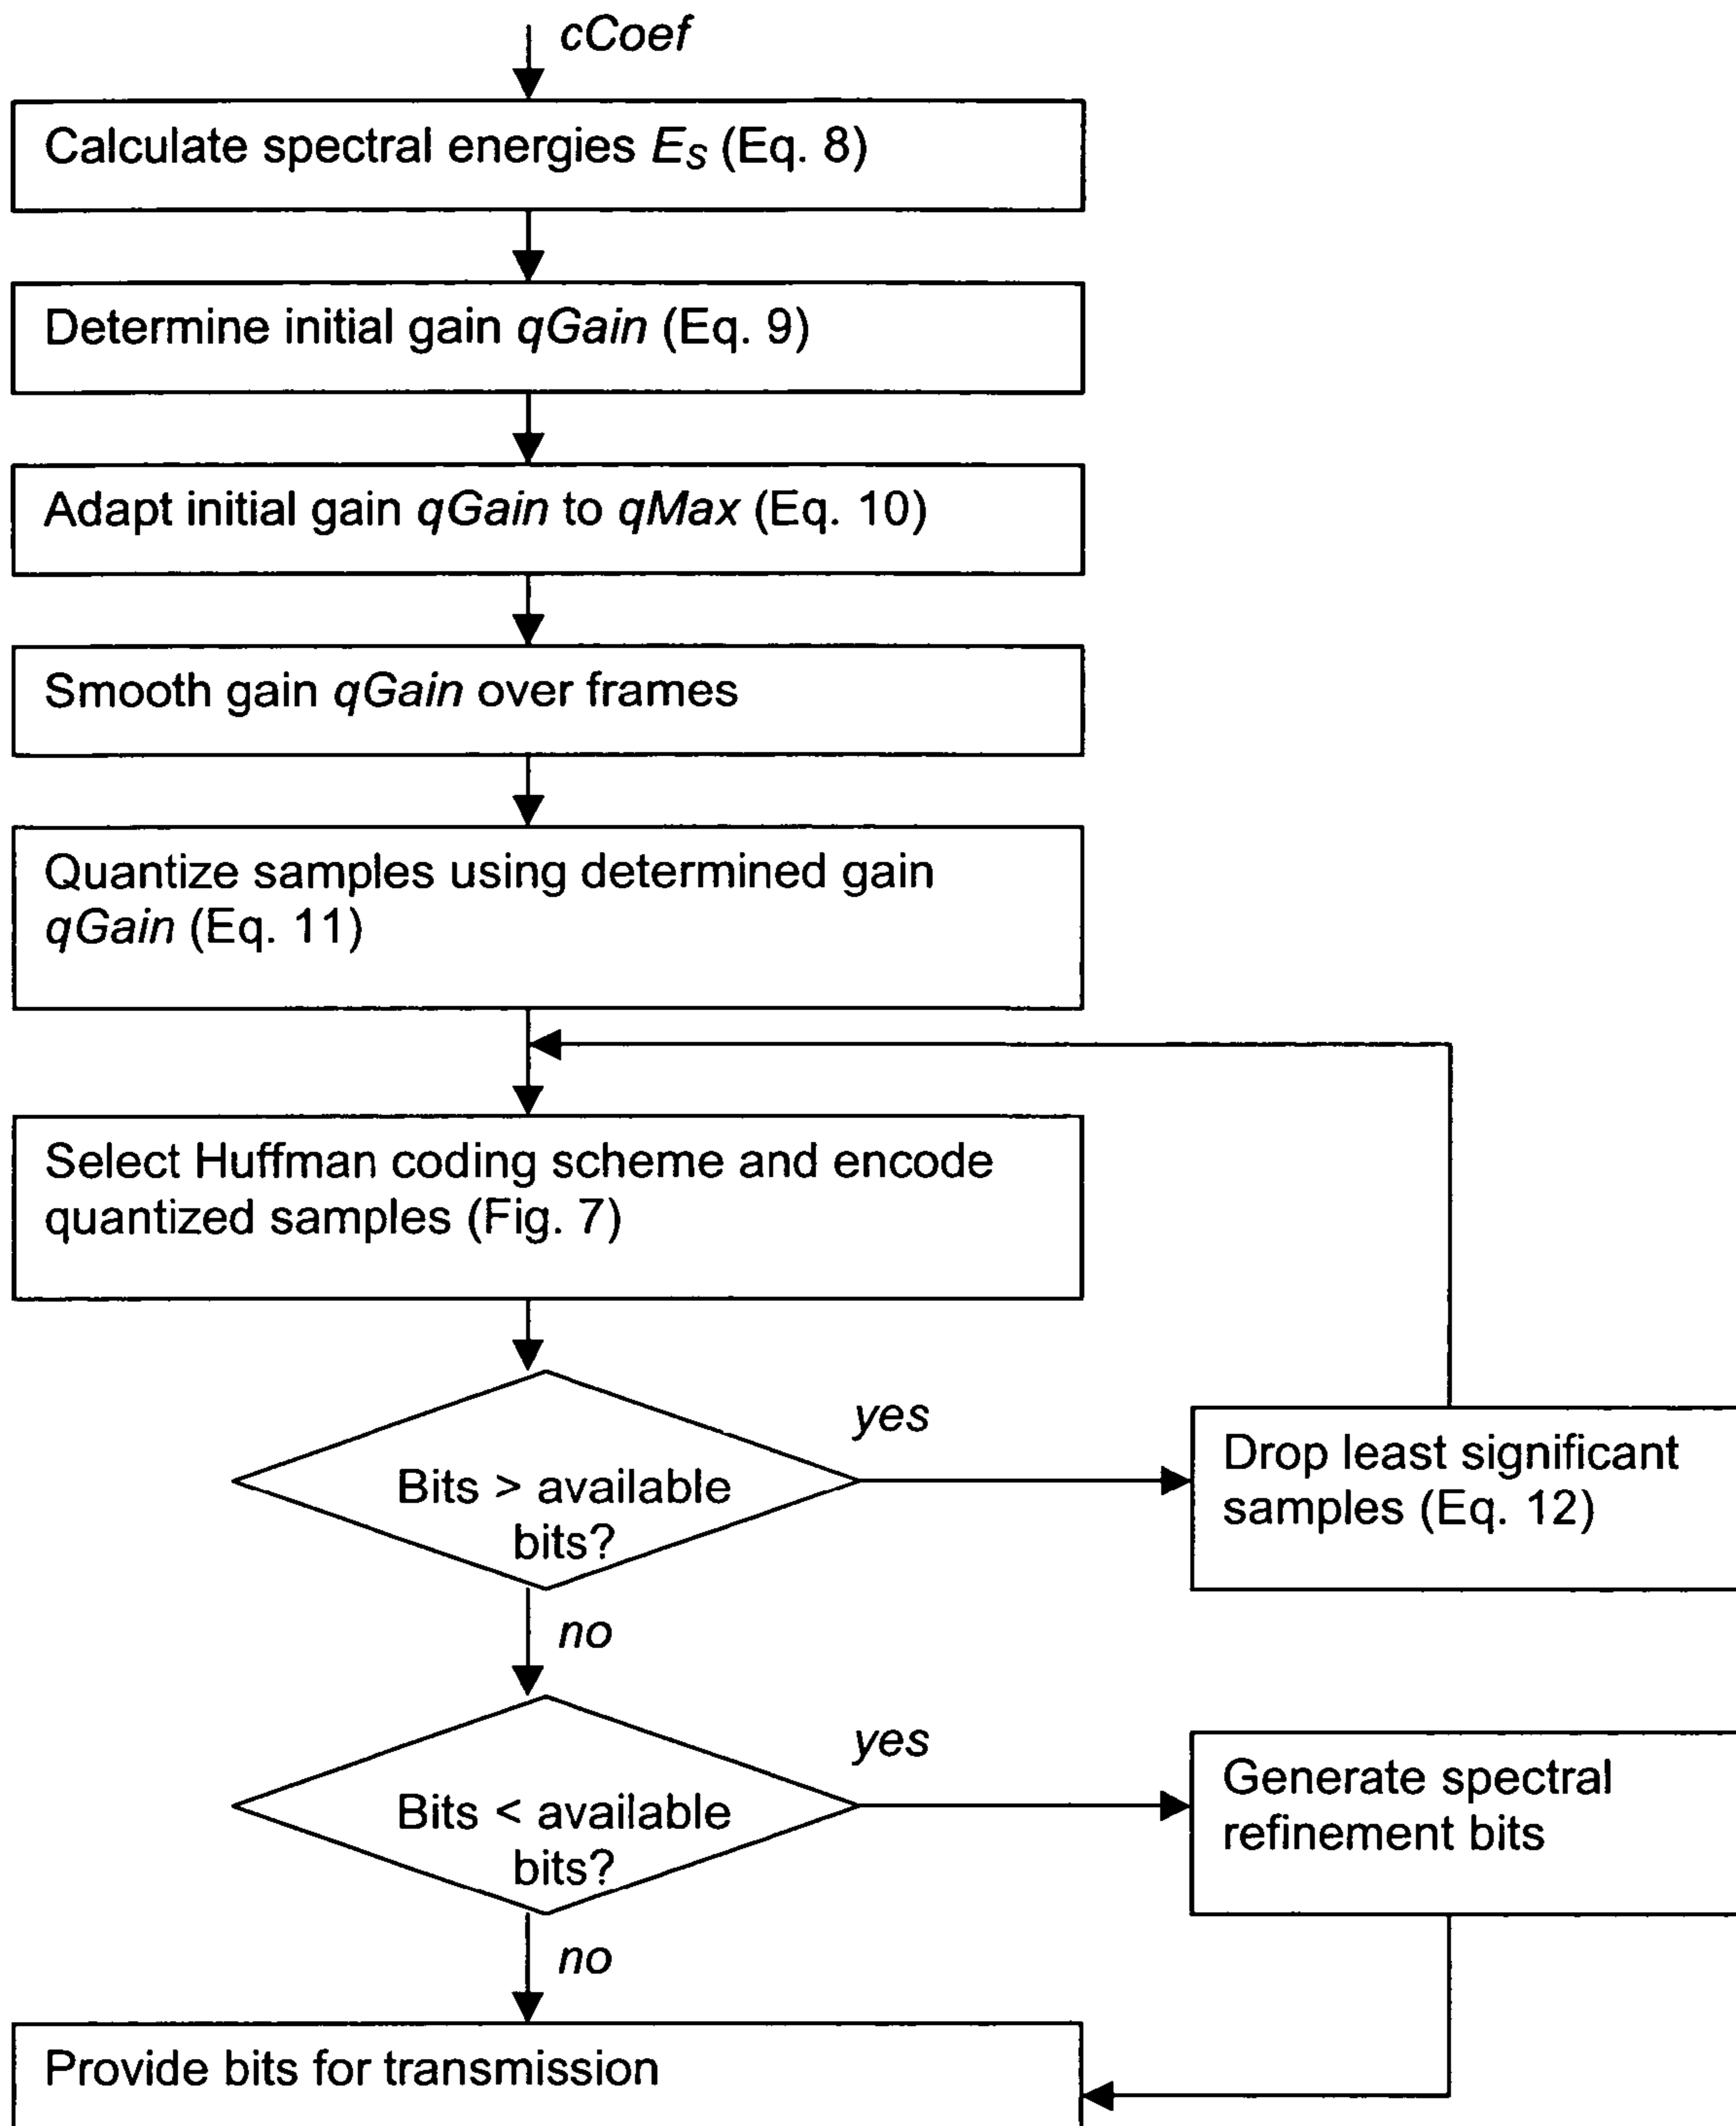 cCoef
Calculate spectral energies ES (Eq. 8)
Determine initial gain qGain (Eq. 9)
Adapt initial gain qGain to qMax (Eq. 10)
Smooth gain qGain over frames
Quantize samples using determined gain
qGain (Eq. 11)
Select Huffman coding scheme and encode
quantized samples (Fig. 7)
yes
Bits > available
bits?
Drop least significant
samples (Eq. 12)
no
yes
Bits < available
bits?
Generate spectral
refinement bits
no
Provide bits for transmission